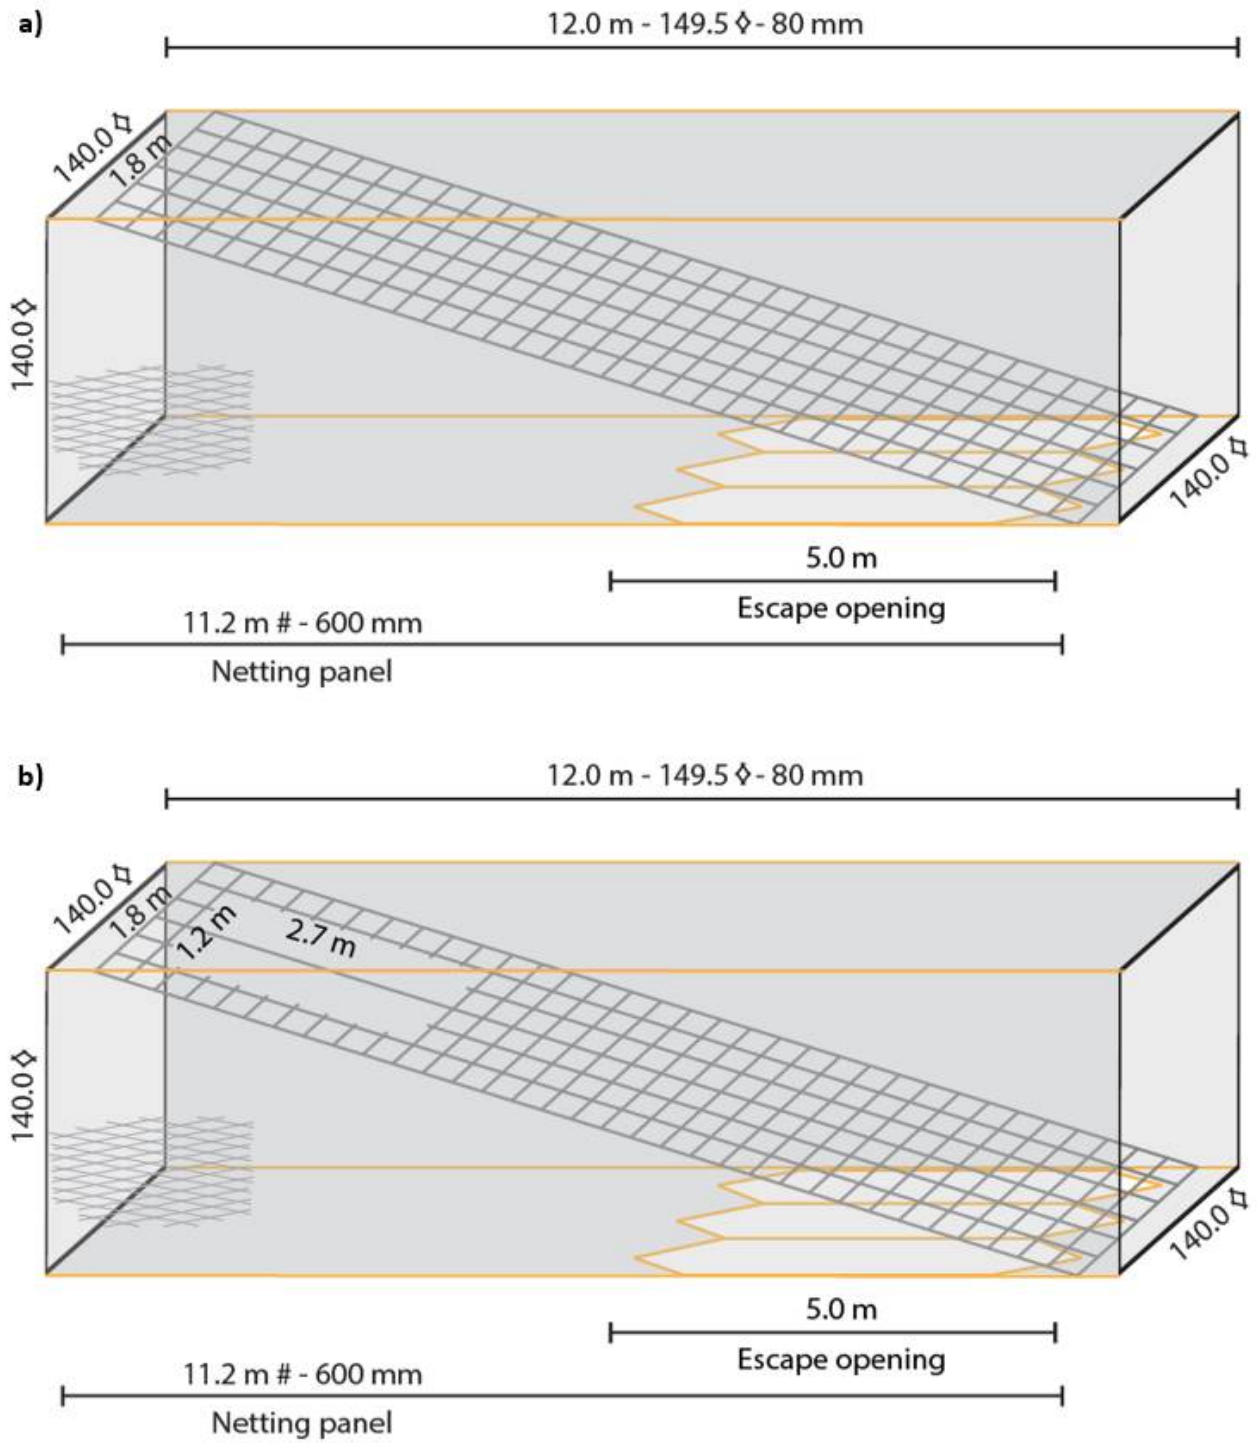 a)
12.0 m - 149.5 ◊ - 80 mm
140.0 ◊
1.8 m
140.0 ◊
140.0 ◊
5.0 m
Escape opening
11.2 m # - 600 mm
Netting panel
b)
12.0 m - 149.5 ◊ - 80 mm
140.0 ◊
1.8 m
1.2 m
2.7 m
140.0 ◊
140.0 ◊
5.0 m
Escape opening
11.2 m # - 600 mm
Netting panel